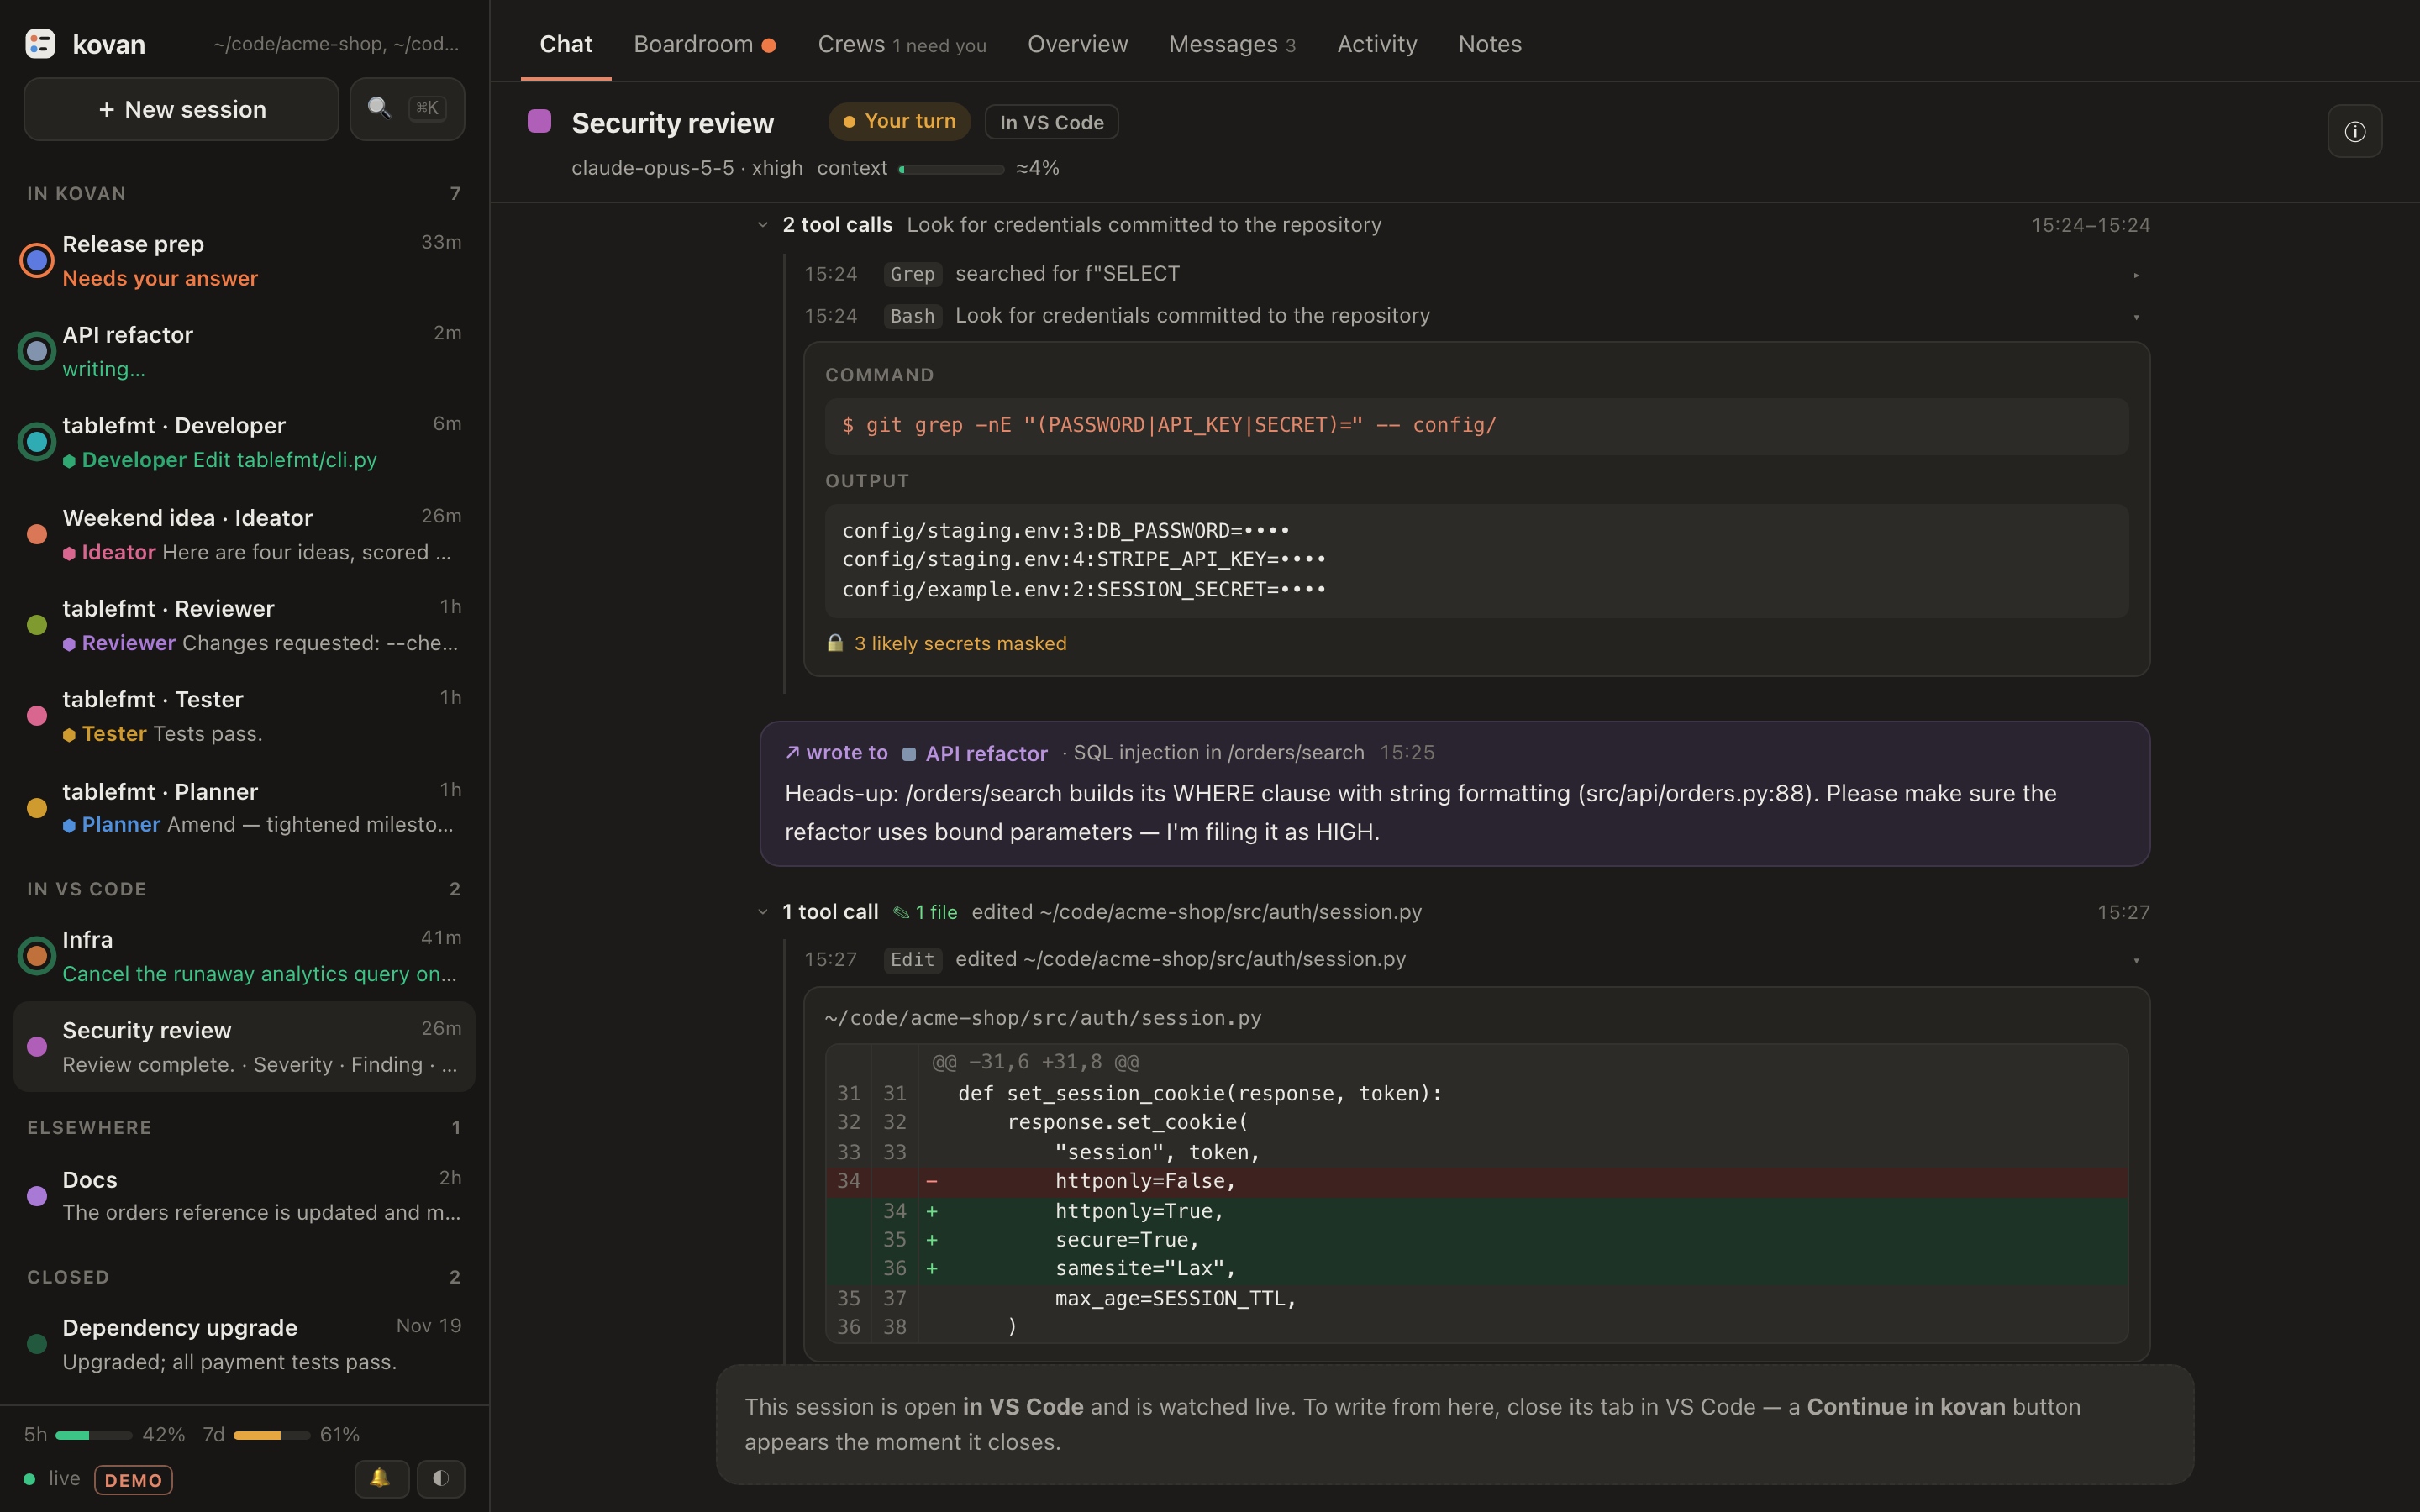 kovan
~/code/acme-shop, ~/cod...
+ New session
⌘K
IN KOVAN 7
Release prep 33m
Needs your answer
API refactor 2m
writing...
tablefmt · Developer 6m
Developer Edit tablefmt/cli.py
Weekend idea · Ideator 26m
Ideator Here are four ideas, scored ...
tablefmt · Reviewer 1h
Reviewer Changes requested: --che...
tablefmt · Tester 1h
Tester Tests pass.
tablefmt · Planner 1h
Planner Amend — tightened milesto...
IN VS CODE 2
Infra 41m
Cancel the runaway analytics query on...
Security review 26m
Review complete. · Severity · Finding · ...
ELSEWHERE 1
Docs 2h
The orders reference is updated and m...
CLOSED 2
Dependency upgrade Nov 19
Upgraded; all payment tests pass.
5h 42% 7d 61%
live DEMO
Chat Boardroom Crews 1 need you Overview Messages 3 Activity Notes
Security review Your turn In VS Code
claude-opus-5-5 · xhigh context ≈4%
2 tool calls Look for credentials committed to the repository 15:24–15:24
15:24 Grep searched for f"SELECT
15:24 Bash Look for credentials committed to the repository
COMMAND
$ git grep -nE "(PASSWORD|API_KEY|SECRET)=" -- config/
OUTPUT
config/staging.env:3:DB_PASSWORD=••••
config/staging.env:4:STRIPE_API_KEY=••••
config/example.env:2:SESSION_SECRET=••••
3 likely secrets masked
↗ wrote to API refactor · SQL injection in /orders/search 15:25
Heads-up: /orders/search builds its WHERE clause with string formatting (src/api/orders.py:88). Please make sure the
refactor uses bound parameters — I'm filing it as HIGH.
1 tool call ✎ 1 file edited ~/code/acme-shop/src/auth/session.py 15:27
15:27 Edit edited ~/code/acme-shop/src/auth/session.py
~/code/acme-shop/src/auth/session.py
@@ -31,6 +31,8 @@
31 31 def set_session_cookie(response, token):
32 32 response.set_cookie(
33 33 "session", token,
34 - httponly=False,
34 + httponly=True,
35 + secure=True,
36 + samesite="Lax",
35 37 max_age=SESSION_TTL,
36 38 )
This session is open in VS Code and is watched live. To write from here, close its tab in VS Code — a Continue in kovan button
appears the moment it closes.